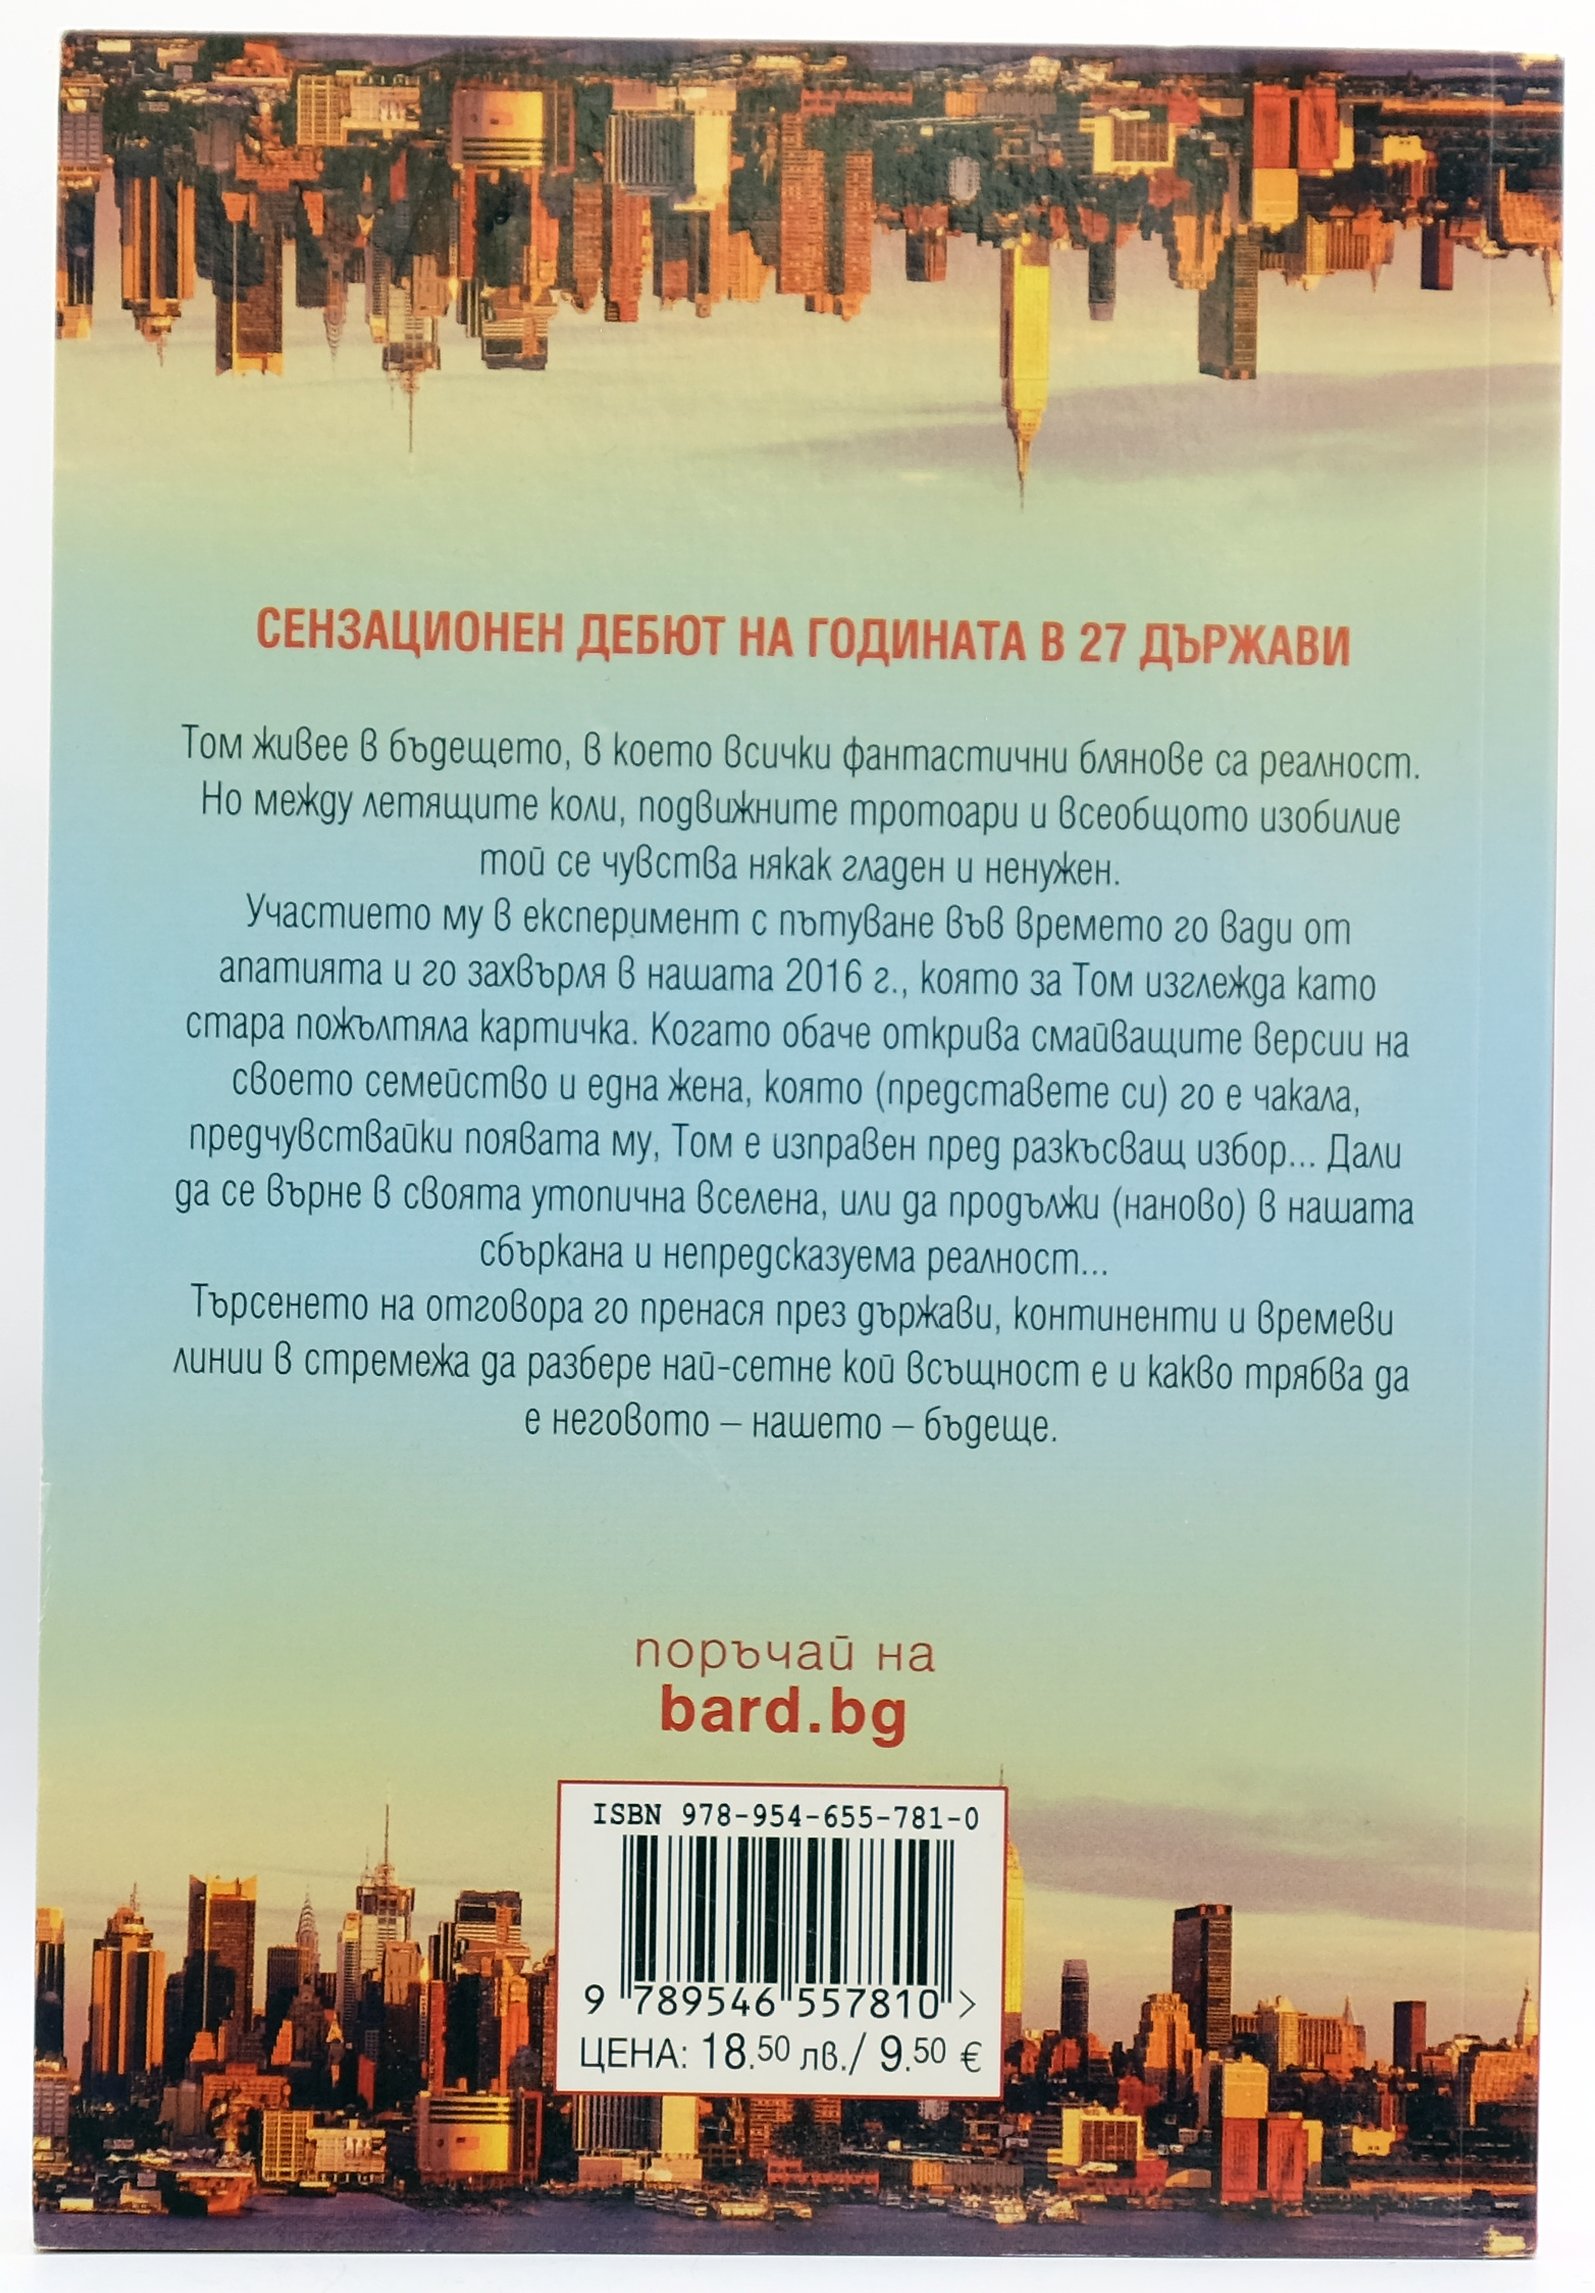 СЕНЗАЦИОНЕН ДЕБЮТ НА ГОДИНАТА В 27 ДЪРЖАВИ
Том живее в бъдещето, в което всички фантастични блянове са реалност.
Но между летящите коли, подвижните тротоари и всеобщото изобилие
той се чувства някак гладен и ненужен.
Участието му в експеримент с пътуване във времето го вади от
апатията и го захвърля в нашата 2016 г., която за Том изглежда като
стара пожълтяла картичка. Когато обаче открива смайващите версии на
своето семейство и една жена, която (представете си) го е чакала,
предчувствайки появата му, Том е изправен пред разкъсващ избор... Дали
да се върне в своята утопична вселена, или да продължи (наново) в нашата
сбъркана и непредсказуема реалност...
Търсенето на отговора го пренася през държави, континенти и времеви
линии в стремежа да разбере най-сетне кой всъщност е и какво трябва да
е неговото – нашето – бъдеще.
поръчай на
bard.bg
ISBN 978-954-655-781-0
9 789546 557810 >
ЦЕНА: 18.50 лв./ 9.50 €